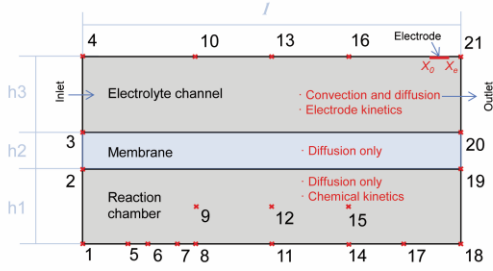 l
Electrode
4
10
13
16
21
X₀ Xₑ
h3
Inlet
Electrolyte channel
· Convection and diffusion
· Electrode kinetics
Outlet
3
20
h2
Membrane
· Diffusion only
2
19
h1
Reaction
chamber
· Diffusion only
· Chemical kinetics
9
12
15
1
5
6
7
8
11
14
17
18